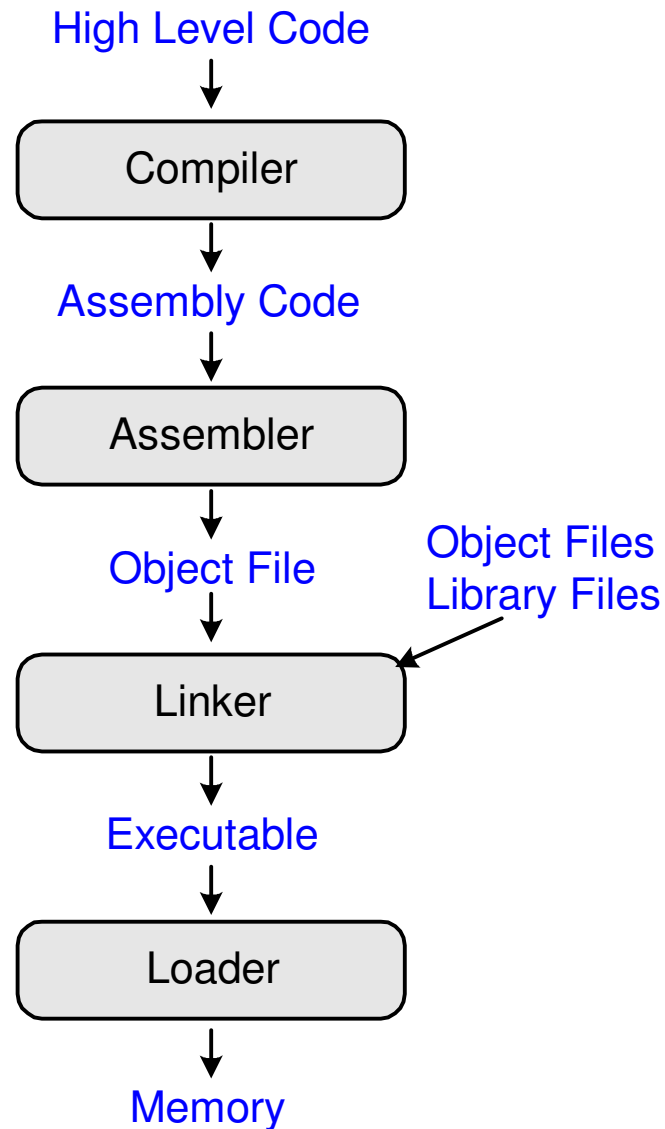 High Level Code
Compiler
Assembly Code
Assembler
Object File
Object Files
Library Files
Linker
Executable
Loader
Memory